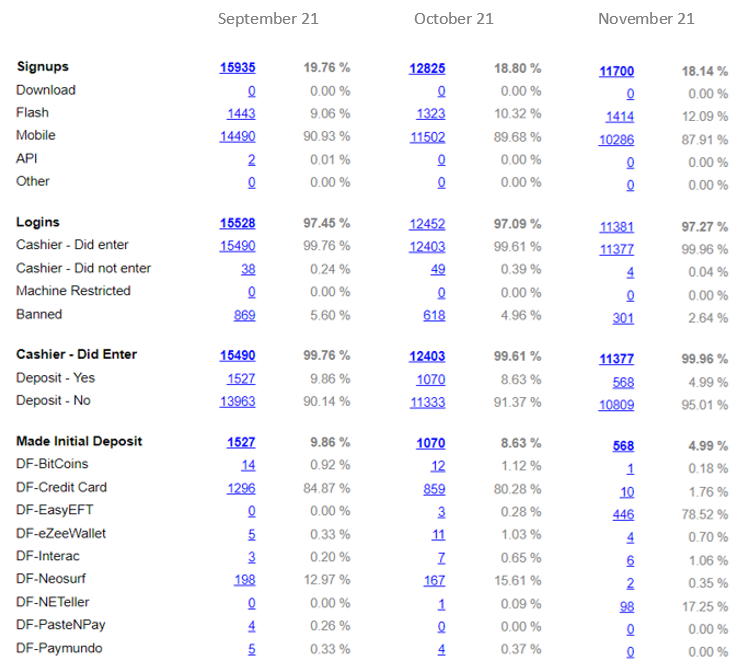 September 21 October 21 November 21
Signups 15935 19.76 % 12825 18.80 % 11700 18.14 %
Download 0 0.00 % 0 0.00 % 0 0.00 %
Flash 1443 9.06 % 1323 10.32 % 1414 12.09 %
Mobile 14490 90.93 % 11502 89.68 % 10286 87.91 %
API 2 0.01 % 0 0.00 % 0 0.00 %
Other 0 0.00 % 0 0.00 % 0 0.00 %
Logins 15528 97.45 % 12452 97.09 % 11381 97.27 %
Cashier - Did enter 15490 99.76 % 12403 99.61 % 11377 99.96 %
Cashier - Did not enter 38 0.24 % 49 0.39 % 4 0.04 %
Machine Restricted 0 0.00 % 0 0.00 % 0 0.00 %
Banned 869 5.60 % 618 4.96 % 301 2.64 %
Cashier - Did Enter 15490 99.76 % 12403 99.61 % 11377 99.96 %
Deposit - Yes 1527 9.86 % 1070 8.63 % 568 4.99 %
Deposit - No 13963 90.14 % 11333 91.37 % 10809 95.01 %
Made Initial Deposit 1527 9.86 % 1070 8.63 % 568 4.99 %
DF-BitCoins 14 0.92 % 12 1.12 % 1 0.18 %
DF-Credit Card 1296 84.87 % 859 80.28 % 10 1.76 %
DF-EasyEFT 0 0.00 % 3 0.28 % 446 78.52 %
DF-eZeeWallet 5 0.33 % 11 1.03 % 4 0.70 %
DF-Interac 3 0.20 % 7 0.65 % 6 1.06 %
DF-Neosurf 198 12.97 % 167 15.61 % 2 0.35 %
DF-NETeller 0 0.00 % 1 0.09 % 98 17.25 %
DF-PasteNPay 4 0.26 % 0 0.00 % 0 0.00 %
DF-Paymundo 5 0.33 % 4 0.37 % 0 0.00 %